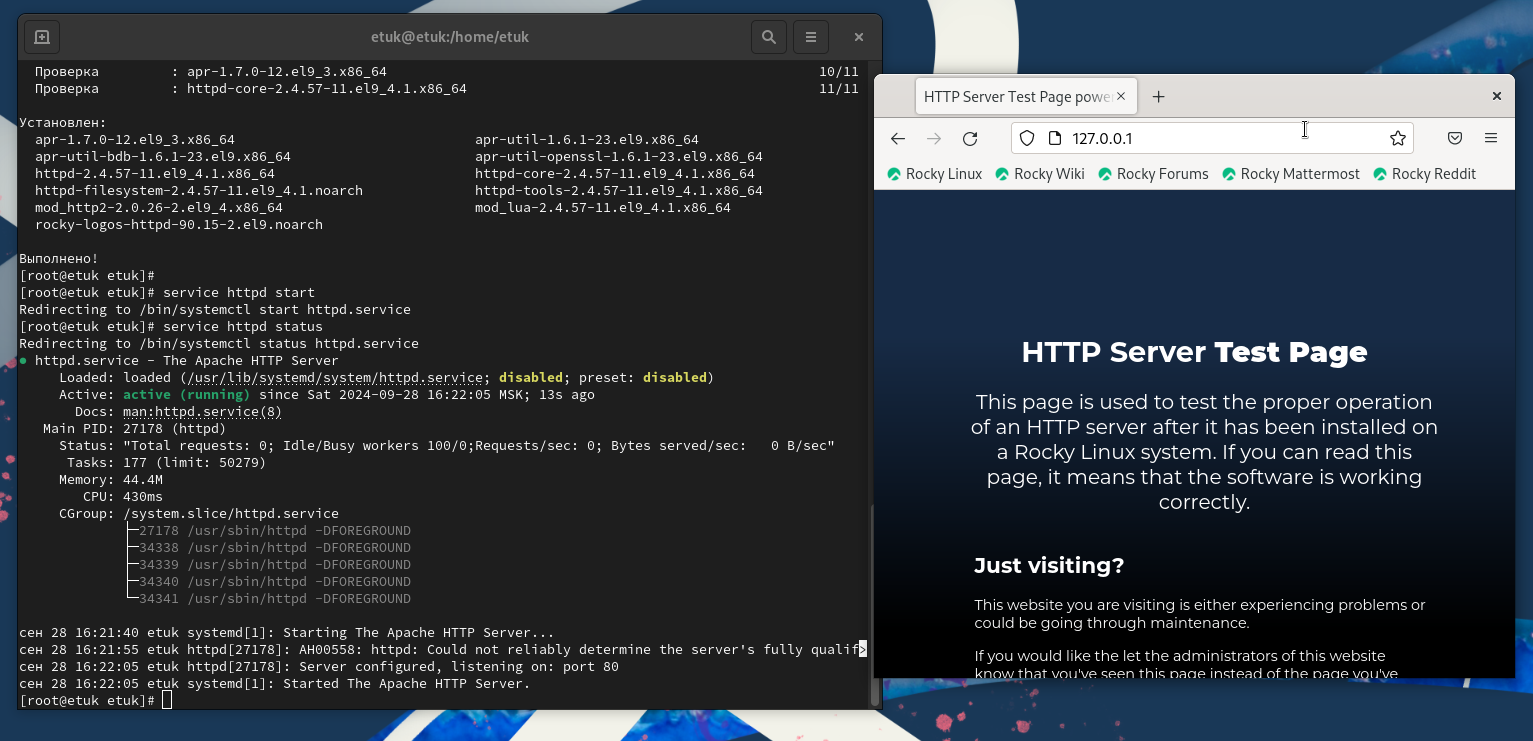 etuk@etuk:/home/etuk
Проверка : apr-1.7.0-12.el9_3.x86_64 10/11
Проверка : httpd-core-2.4.57-11.el9_4.1.x86_64 11/11
Установлен:
apr-1.7.0-12.el9_3.x86_64 apr-util-1.6.1-23.el9.x86_64
apr-util-bdb-1.6.1-23.el9.x86_64 apr-util-openssl-1.6.1-23.el9.x86_64
httpd-2.4.57-11.el9_4.1.x86_64 httpd-core-2.4.57-11.el9_4.1.x86_64
httpd-filesystem-2.4.57-11.el9_4.1.noarch httpd-tools-2.4.57-11.el9_4.1.x86_64
mod_http2-2.0.26-2.el9_4.x86_64 mod_lua-2.4.57-11.el9_4.1.x86_64
rocky-logos-httpd-90.15-2.el9.noarch
Выполнено!
[root@etuk etuk]#
[root@etuk etuk]# service httpd start
Redirecting to /bin/systemctl start httpd.service
[root@etuk etuk]# service httpd status
Redirecting to /bin/systemctl status httpd.service
● httpd.service - The Apache HTTP Server
Loaded: loaded (/usr/lib/systemd/system/httpd.service; disabled; preset: disabled)
Active: active (running) since Sat 2024-09-28 16:22:05 MSK; 13s ago
Docs: man:httpd.service(8)
Main PID: 27178 (httpd)
Status: "Total requests: 0; Idle/Busy workers 100/0;Requests/sec: 0; Bytes served/sec:   0 B/sec"
Tasks: 177 (limit: 50279)
Memory: 44.4M
CPU: 430ms
CGroup: /system.slice/httpd.service
├─27178 /usr/sbin/httpd -DFOREGROUND
├─34338 /usr/sbin/httpd -DFOREGROUND
├─34339 /usr/sbin/httpd -DFOREGROUND
├─34340 /usr/sbin/httpd -DFOREGROUND
└─34341 /usr/sbin/httpd -DFOREGROUND
сен 28 16:21:40 etuk systemd[1]: Starting The Apache HTTP Server...
сен 28 16:21:55 etuk httpd[27178]: AH00558: httpd: Could not reliably determine the server's fully qualif>
сен 28 16:22:05 etuk httpd[27178]: Server configured, listening on: port 80
сен 28 16:22:05 etuk systemd[1]: Started The Apache HTTP Server.
[root@etuk etuk]#
HTTP Server Test Page powe
127.0.0.1
Rocky Linux Rocky Wiki Rocky Forums Rocky Mattermost Rocky Reddit
HTTP Server Test Page
This page is used to test the proper operation
of an HTTP server after it has been installed on
a Rocky Linux system. If you can read this
page, it means that the software is working
correctly.
Just visiting?
This website you are visiting is either experiencing problems or
could be going through maintenance.
If you would like the let the administrators of this website
know that you've seen this page instead of the page you've